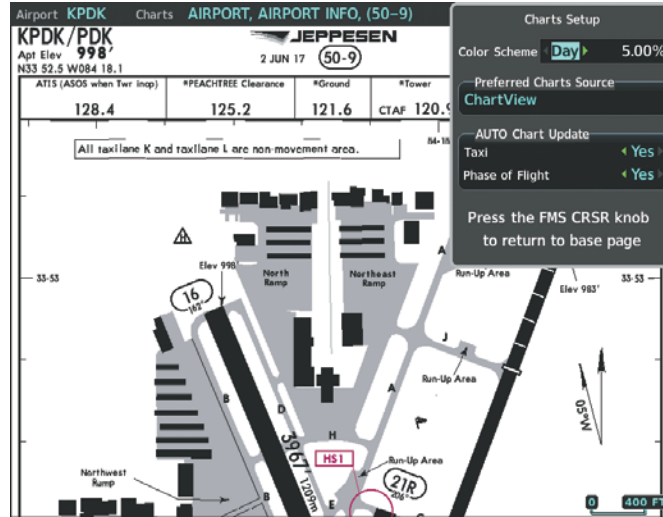 Airport KPDK Charts AIRPORT, AIRPORT INFO, (50-9)
KPDK/PDK
Apt Elev 998'
N33 52.5 W084 18.1
JEPPESEN
2 JUN 17 (50-9)
ATIS (ASOS when Twr inop) *PEACHTREE Clearance *Ground *Tower
128.4 125.2 121.6 CTAF 120.9
All taxilane K and taxilane L are non-movement area.
84-18
Charts Setup
Color Scheme Day 5.00%
Preferred Charts Source
ChartView
AUTO Chart Update
Taxi Yes
Phase of Flight Yes
Press the FMS CRSR knob
to return to base page
A
Elev 998'
North
Ramp
Northeast
Ramp
Run-Up Area
33-53
33-53
Elev 983'
16
162°
J
Run-Up Area
A
B
D
05°W
3967'
1209m
H
HS1
Run-Up Area
Northwest
Ramp
21R
206°
B
E
0 400 FT